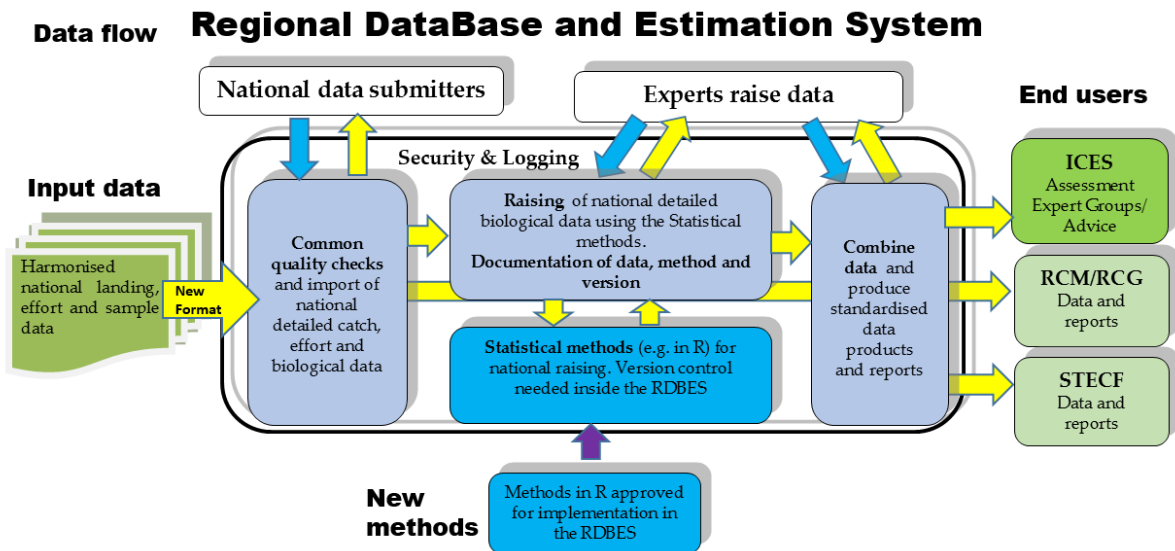 Data flow
Regional DataBase and Estimation System
National data submitters
Experts raise data
End users
Security & Logging
Input data
Harmonised
national landing,
effort and sample
data
New
Format
Common
quality checks
and import of
national
detailed catch,
effort and
biological data
Raising of national detailed
biological data using the Statistical
methods.
Documentation of data, method and
version
Statistical methods (e.g. in R) for
national raising. Version control
needed inside the RDBES
Combine
data and
produce
standardised
data
products
and reports
ICES
Assessment
Expert Groups/
Advice
RCM/RCG
Data and
reports
STECF
Data and
reports
New
methods
Methods in R approved
for implementation in
the RDBES